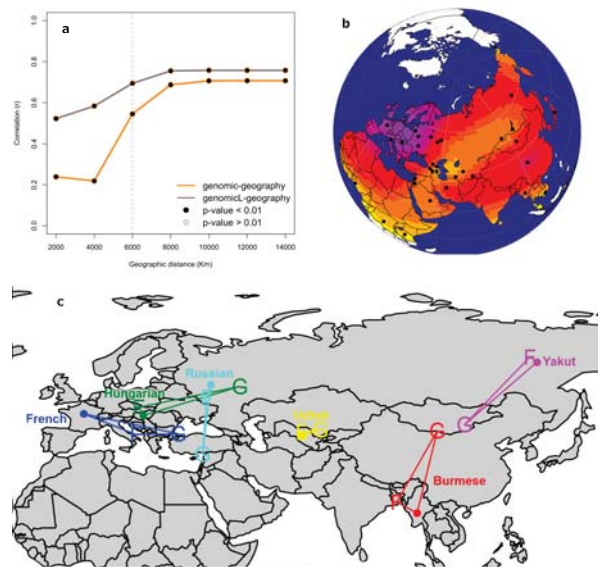 a
Correlation (r)
1.0
0.8
0.6
0.4
0.2
0.0
genomic-geography
genomicL-geography
p-value < 0.01
p-value > 0.01
2000 4000 6000 8000 10000 12000 14000
Geographic distance (Km)
b
c
Russian
Hungarian
French
F
G
F
G
F
G
G
F
G
F
Yakut
G
G
F
Burmese